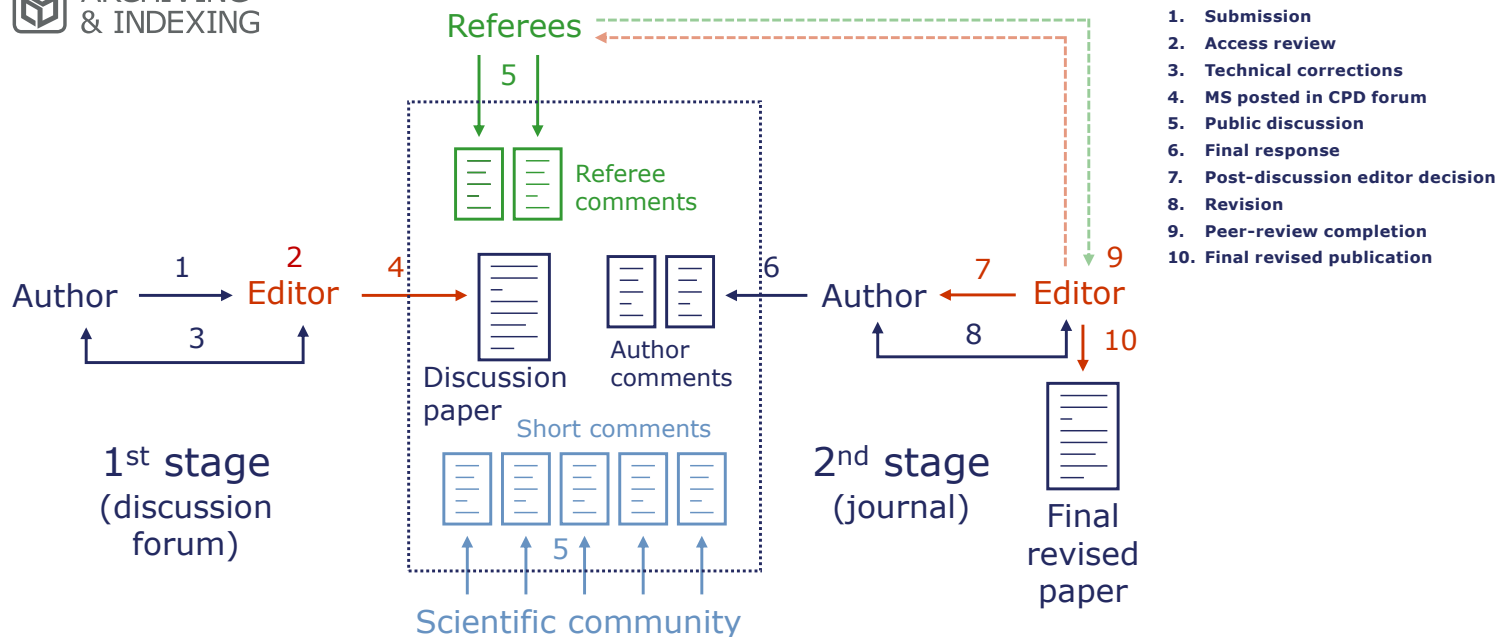 & INDEXING
Referees
5
Referee
comments
1
2
4
Author
Editor
3
Discussion
paper
Author
comments
6
7
9
Author
Editor
8
10
Short comments
5
Scientific community
1st stage
(discussion
forum)
2nd stage
(journal)
Final
revised
paper
1. Submission
2. Access review
3. Technical corrections
4. MS posted in CPD forum
5. Public discussion
6. Final response
7. Post-discussion editor decision
8. Revision
9. Peer-review completion
10. Final revised publication